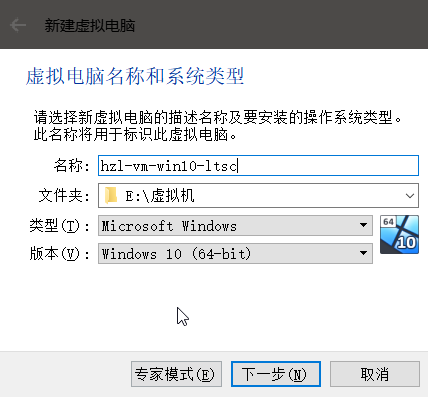 新建虚拟电脑
虚拟电脑名称和系统类型
请选择新虚拟电脑的描述名称及要安装的操作系统类型。
此名称将用于标识此虚拟电脑。
名称: hzl-vm-win10-ltsc
文件夹: E:\虚拟机
类型(T): Microsoft Windows
64
10
版本(V): Windows 10 (64-bit)
专家模式(E) 下一步(N) 取消